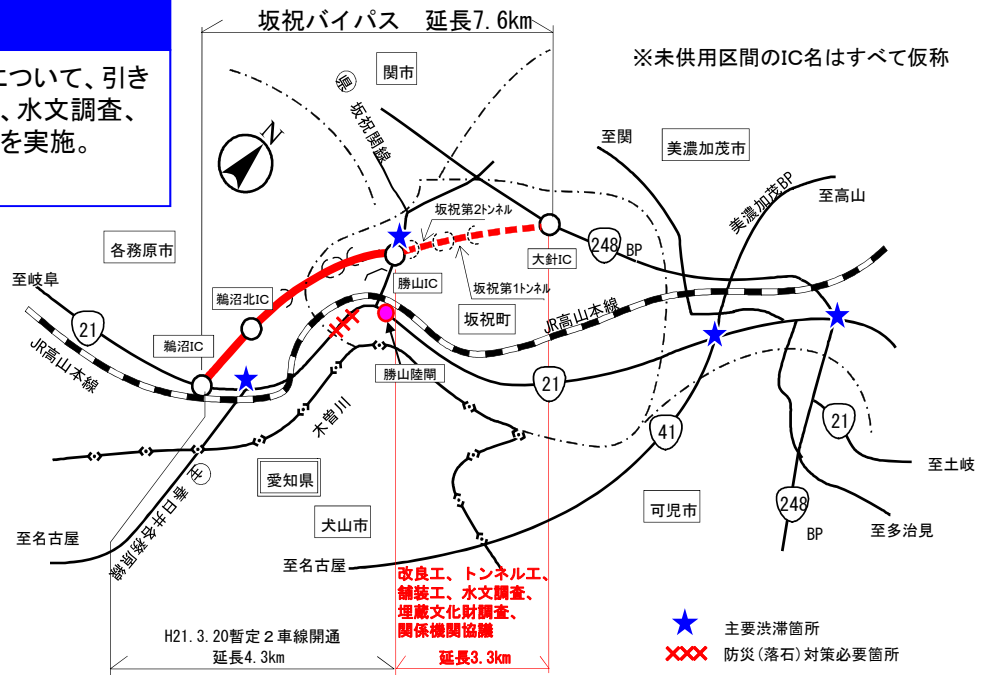 坂祝バイパス 延長7.6km
について、引き
、水文調査、
を実施。
※未供用区間のIC名はすべて仮称
関市
県 坂祝関線
N
至関
美濃加茂市
美濃加茂BP
至高山
各務原市
坂祝第2トンネル
248 BP
大針IC
至岐阜
鵜沼北IC
勝山IC
坂祝第1トンネル
坂祝町
JR高山本線
21
鵜沼IC
JR高山本線
勝山陸閘
21
木曽川
41
21
愛知県
至土岐
主 春日井各務原線
犬山市
可児市
248
BP
至多治見
至名古屋
至名古屋
改良工、トンネル工、
舗装工、水文調査、
埋蔵文化財調査、
関係機関協議
H21.3.20暫定2車線開通
延長4.3km
延長3.3km
主要渋滞箇所
防災(落石)対策必要箇所